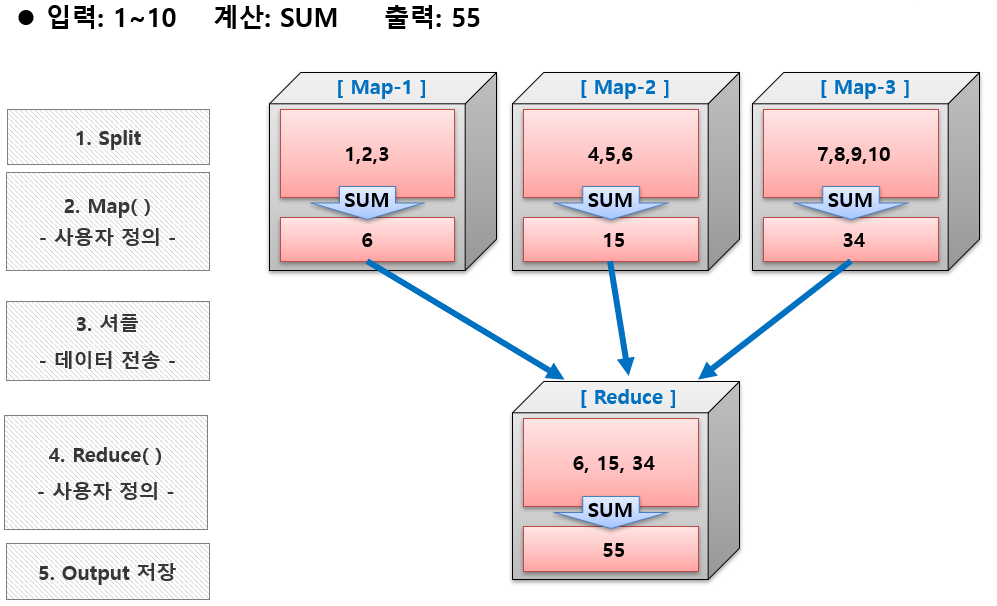 ● 입력: 1~10 계산: SUM 출력: 55
[ Map-1 ] [ Map-2 ] [ Map-3 ]
1. Split
1,2,3 4,5,6 7,8,9,10
2. Map( )
- 사용자 정의 -
SUM SUM SUM
6 15 34
3. 셔플
- 데이터 전송 -
[ Reduce ]
4. Reduce( )
- 사용자 정의 -
6, 15, 34
SUM
55
5. Output 저장